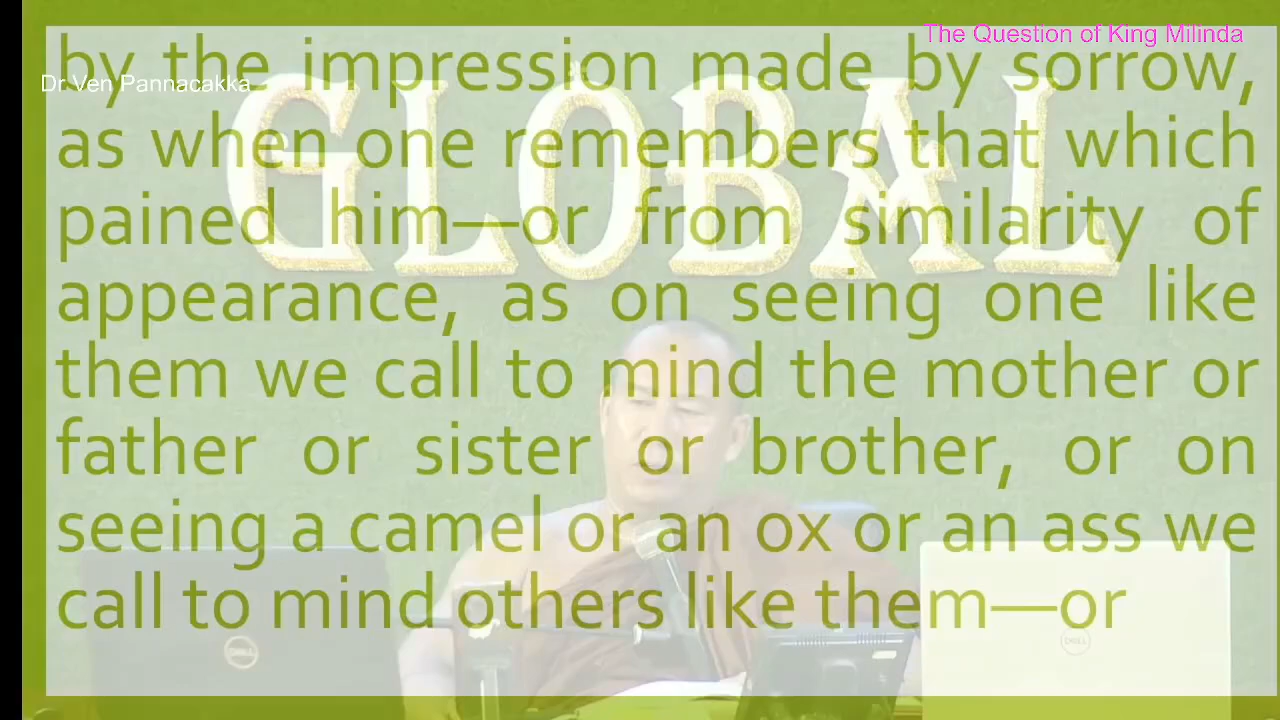 The Question of King Milinda
by the impression made by sorrow,
Dr Ven Pannacakka
as when one remembers that which
pained him—or from similarity of
appearance, as on seeing one like
them we call to mind the mother or
father or sister or brother, or on
seeing a camel or an ox or an ass we
call to mind others like them—or
GLOBAL
DELL
DELL